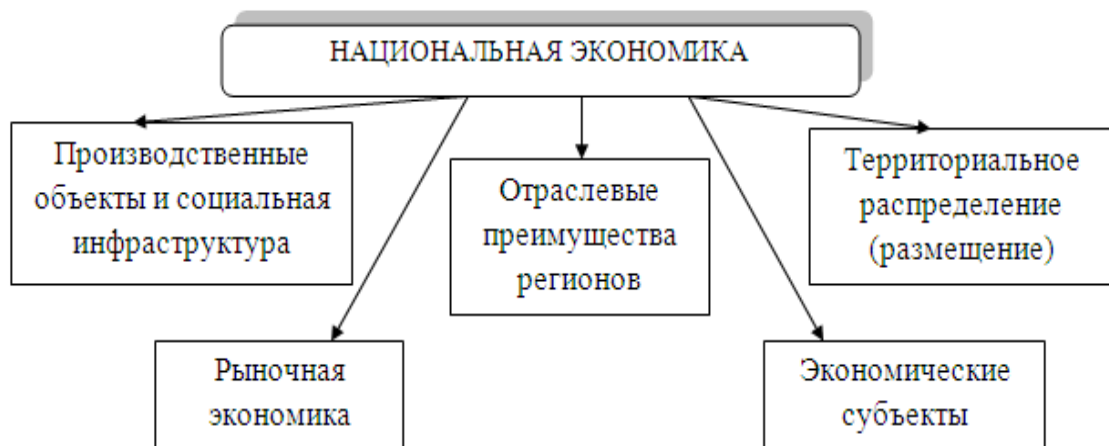 НАЦИОНАЛЬНАЯ ЭКОНОМИКА
Производственные
объекты и социальная
инфраструктура
Отраслевые
преимущества
регионов
Территориальное
распределение
(размещение)
Рыночная
экономика
Экономические
субъекты